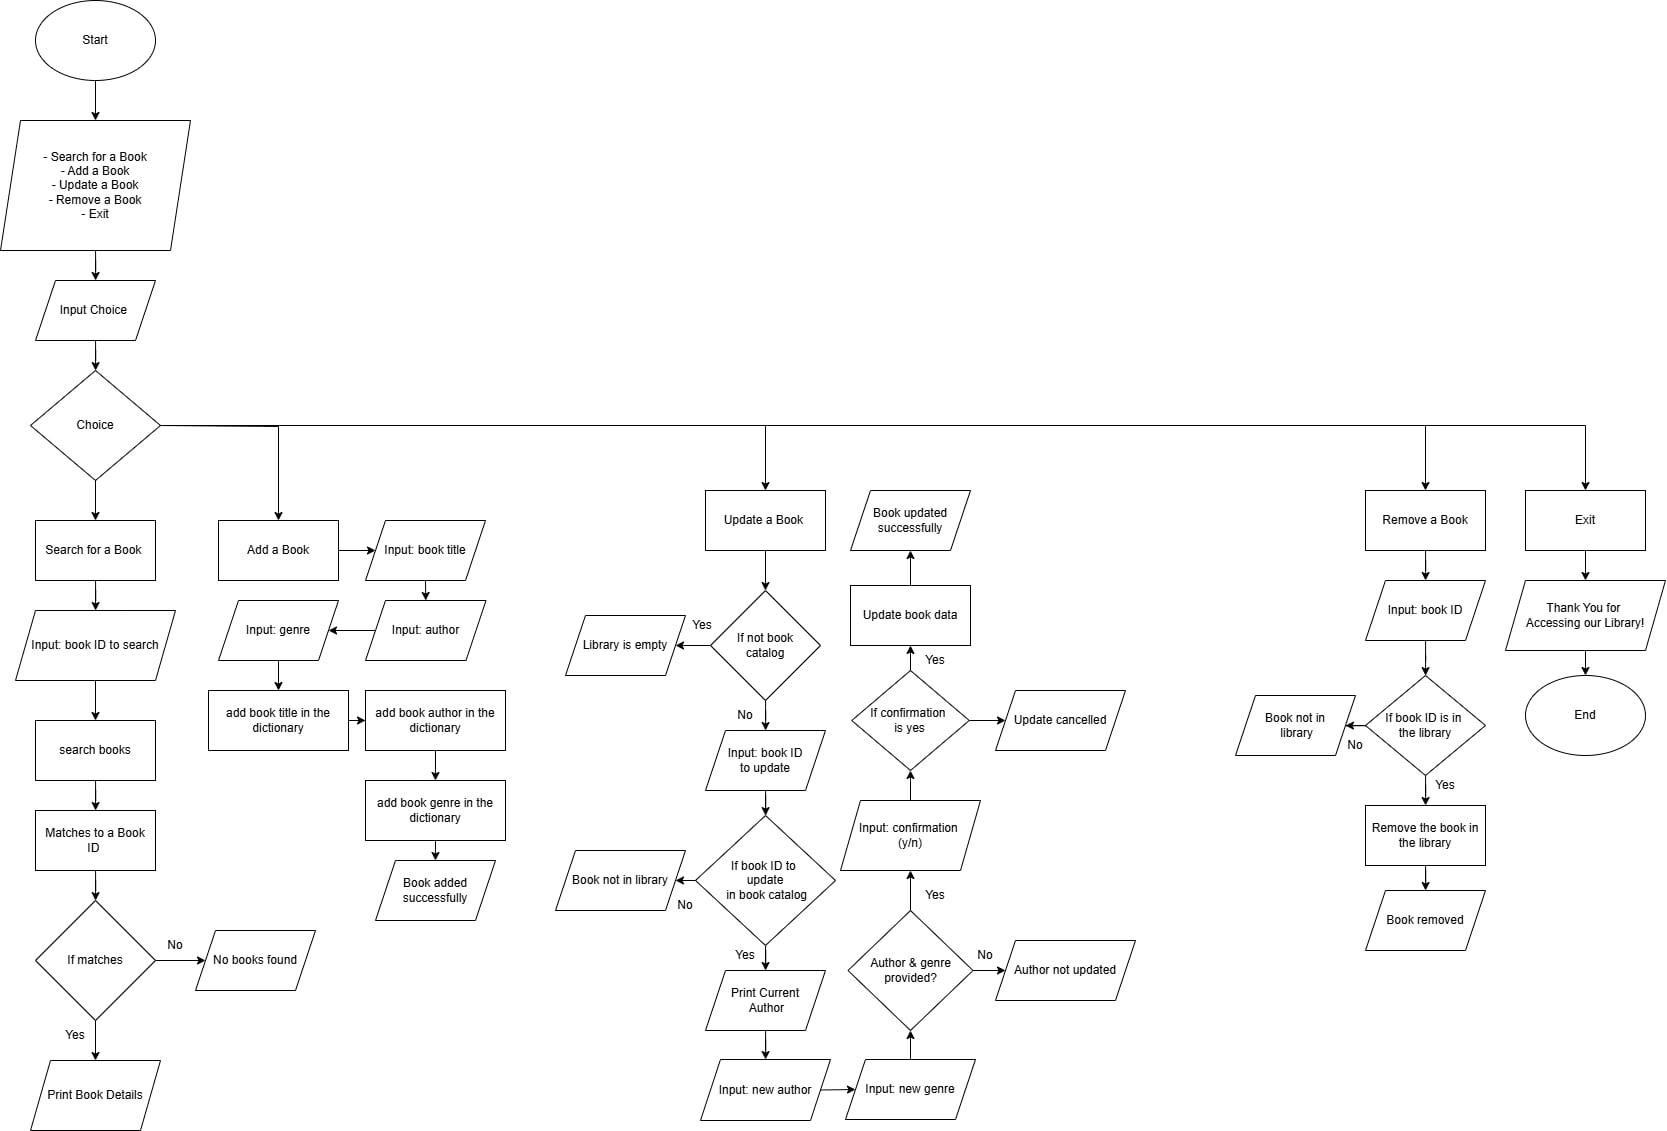 Start
- Search for a Book
- Add a Book
- Update a Book
- Remove a Book
- Exit
Input Choice
Choice
Search for a Book
Input: book ID to search
search books
Matches to a Book
ID
If matches
No
No books found
Yes
Print Book Details
Add a Book
Input: book title
Input: author
Input: genre
add book title in the
dictionary
add book author in the
dictionary
add book genre in the
dictionary
Book added
successfully
Update a Book
If not book
catalog
Yes
Library is empty
No
Input: book ID
to update
If book ID to
update
in book catalog
No
Book not in library
Yes
Print Current
Author
Input: new author
Input: new genre
Author & genre
provided?
No
Author not updated
Yes
Input: confirmation
(y/n)
If confirmation
is yes
Update cancelled
Yes
Update book data
Book updated
successfully
Remove a Book
Input: book ID
If book ID is in
the library
No
Book not in
library
Yes
Remove the book in
the library
Book removed
Exit
Thank You for
Accessing our Library!
End